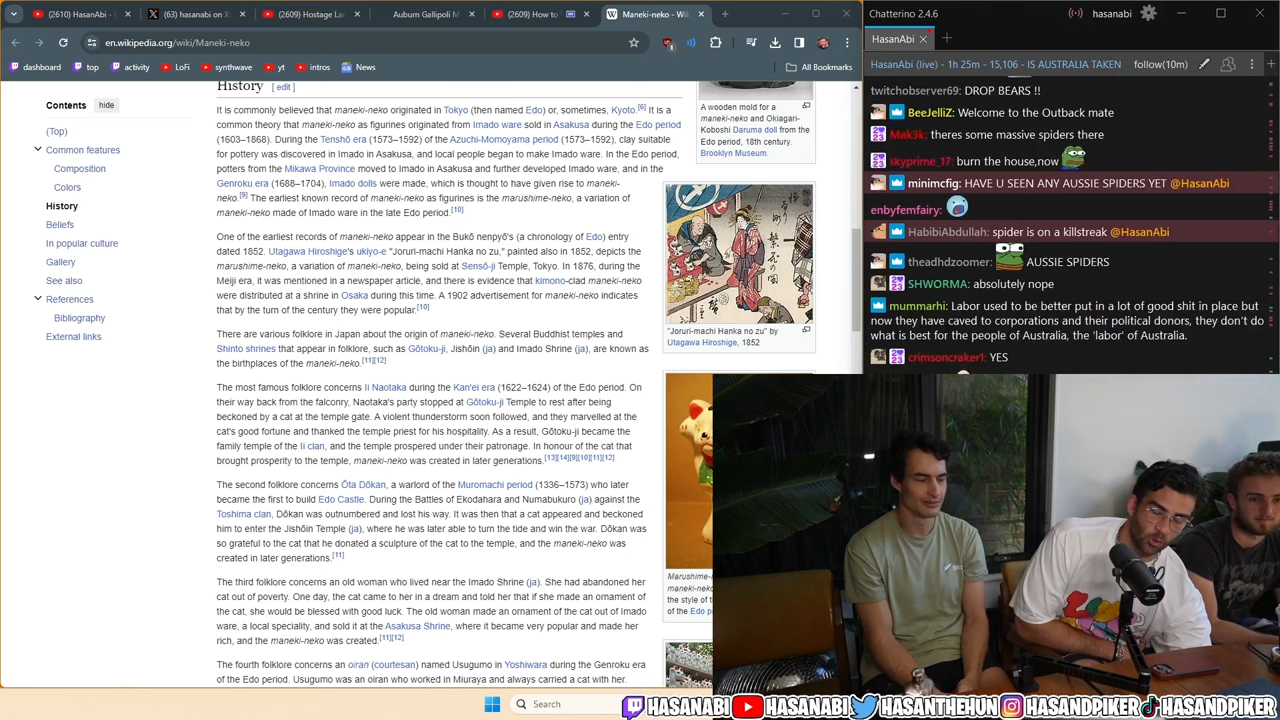 (2610) HasanAbi -
(63) hasanabi on X
(2609) Hostage Lar
Auburn Gallipoli M
(2609) How to
Maneki-neko - Wik
en.wikipedia.org/wiki/Maneki-neko
dashboard
top
activity
LoFi
synthwave
yt
intros
News
All Bookmarks
Contents
hide
(Top)
Common features
Composition
Colors
History
Beliefs
In popular culture
Gallery
See also
References
Bibliography
External links
History [ edit ]
It is commonly believed that maneki-neko originated in Tokyo (then named Edo) or, sometimes, Kyoto.[6] It is a
common theory that maneki-neko as figurines originated from Imado ware sold in Asakusa during the Edo period
(1603–1868). During the Tenshō era (1573–1592) of the Azuchi-Momoyama period (1573–1592), clay suitable
for pottery was discovered in Imado in Asakusa, and local people began to make Imado ware. In the Edo period,
potters from the Mikawa Province moved to Imado in Asakusa and further developed Imado ware, and in the
Genroku era (1688–1704), Imado dolls were made, which is thought to have given rise to maneki-
neko.[9] The earliest known record of maneki-neko as figurines is the marushime-neko, a variation of
maneki-neko made of Imado ware in the late Edo period.[10]
One of the earliest records of maneki-neko appear in the Bukō nenpyō's (a chronology of Edo) entry
dated 1852. Utagawa Hiroshige's ukiyo-e "Joruri-machi Hanka no zu," painted also in 1852, depicts the
marushime-neko, a variation of maneki-neko, being sold at Sensō-ji Temple, Tokyo. In 1876, during the
Meiji era, it was mentioned in a newspaper article, and there is evidence that kimono-clad maneki-neko
were distributed at a shrine in Osaka during this time. A 1902 advertisement for maneki-neko indicates
that by the turn of the century they were popular.[10]
There are various folklore in Japan about the origin of maneki-neko. Several Buddhist temples and
Shinto shrines that appear in folklore, such as Gōtoku-ji, Jishōin (ja) and Imado Shrine (ja), are known as
the birthplaces of the maneki-neko.[11][12]
The most famous folklore concerns Ii Naotaka during the Kan'ei era (1622–1624) of the Edo period. On
their way back from the falconry, Naotaka's party stopped at Gōtoku-ji Temple to rest after being
beckoned by a cat at the temple gate. A violent thunderstorm soon followed, and they marvelled at the
cat's good fortune and thanked the temple priest for his hospitality. As a result, Gōtoku-ji became the
family temple of the Ii clan, and the temple prospered under their patronage. In honour of the cat that
brought prosperity to the temple, maneki-neko was created in later generations.[13][14][9][10][11][12]
The second folklore concerns Ōta Dōkan, a warlord of the Muromachi period (1336–1573) who later
became the first to build Edo Castle. During the Battles of Ekodahara and Numabukuro (ja) against the
Toshima clan, Dōkan was outnumbered and lost his way. It was then that a cat appeared and beckoned
him to enter the Jishōin Temple (ja), where he was later able to turn the tide and win the war. Dōkan was
so grateful to the cat that he donated a sculpture of the cat to the temple, and the maneki-neko was
created in later generations.[11]
The third folklore concerns an old woman who lived near the Imado Shrine (ja). She had abandoned her
cat out of poverty. One day, the cat came to her in a dream and told her that if she made an ornament of
the cat, she would be blessed with good luck. The old woman made an ornament of the cat out of Imado
ware, a local speciality, and sold it at the Asakusa Shrine, where it became very popular and made her
rich, and the maneki-neko was created.[11][12]
The fourth folklore concerns an oiran (courtesan) named Usugumo in Yoshiwara during the Genroku era
of the Edo period. Usugumo was an oiran who worked in Miuraya and always carried a cat with her.
A wooden mold for a
maneki-neko and Okiagari-
Koboshi Daruma doll from the
Edo period, 18th century.
Brooklyn Museum.
"Joruri-machi Hanka no zu" by
Utagawa Hiroshige, 1852
Marushime-
maneki-neko
the style of t
of the Edo p
Chatterino 2.4.6
hasanabi
HasanAbi
HasanAbi (live) - 1h 25m - 15,106 - IS AUSTRALIA TAKEN
follow(10m)
twitchobserver69: DROP BEARS !!
BeeJelliZ: Welcome to the Outback mate
Mak3k: theres some massive spiders there
skyprime_17: burn the house,now
minimcfig: HAVE U SEEN ANY AUSSIE SPIDERS YET @HasanAbi
enbyfemfairy:
HabibiAbdullah: spider is on a killstreak @HasanAbi
theadhdzoomer: AUSSIE SPIDERS
SHWORMA: absolutely nope
mummarhi: Labor used to be better put in a lot of good shit in place but
now they have caved to corporations and their political donors, they don't do
what is best for the people of Australia, the 'labor' of Australia.
crimsoncraker1: YES
Search
HASANABI
HASANABI
HASANTHEHUN
HASANDPIKER
HASANDPIKER